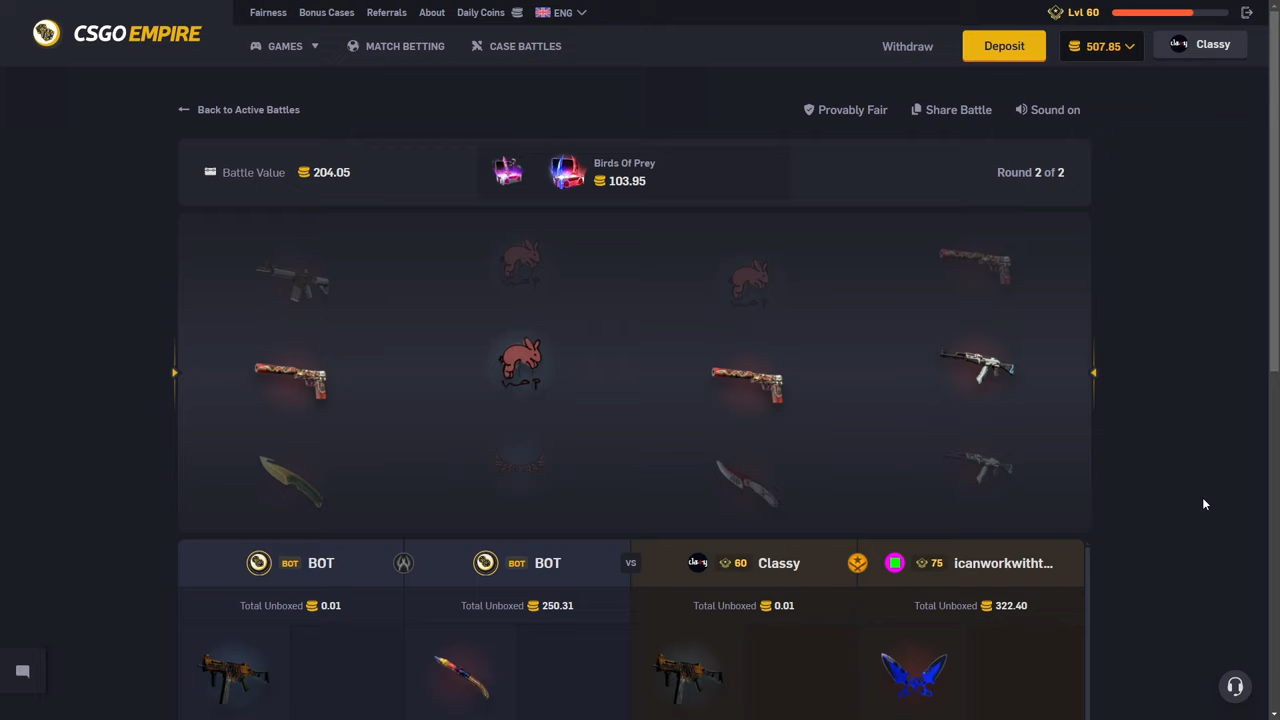 Fairness Bonus Cases Referrals About Daily Coins ENG Lvl 60
CSGOEMPIRE GAMES MATCH BETTING CASE BATTLES Withdraw Deposit 507.85 classy Classy
Back to Active Battles Provably Fair Share Battle Sound on
Birds Of Prey
Battle Value 204.05 103.95 Round 2 of 2
BOT BOT BOT BOT VS classy 60 Classy 75 icanworkwitht...
Total Unboxed 0.01 Total Unboxed 250.31 Total Unboxed 0.01 Total Unboxed 322.40